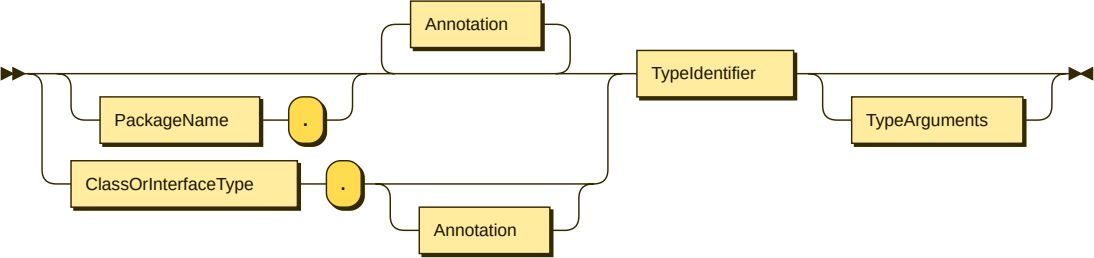 Annotation
TypeIdentifier
PackageName .
TypeArguments
ClassOrInterfaceType .
Annotation